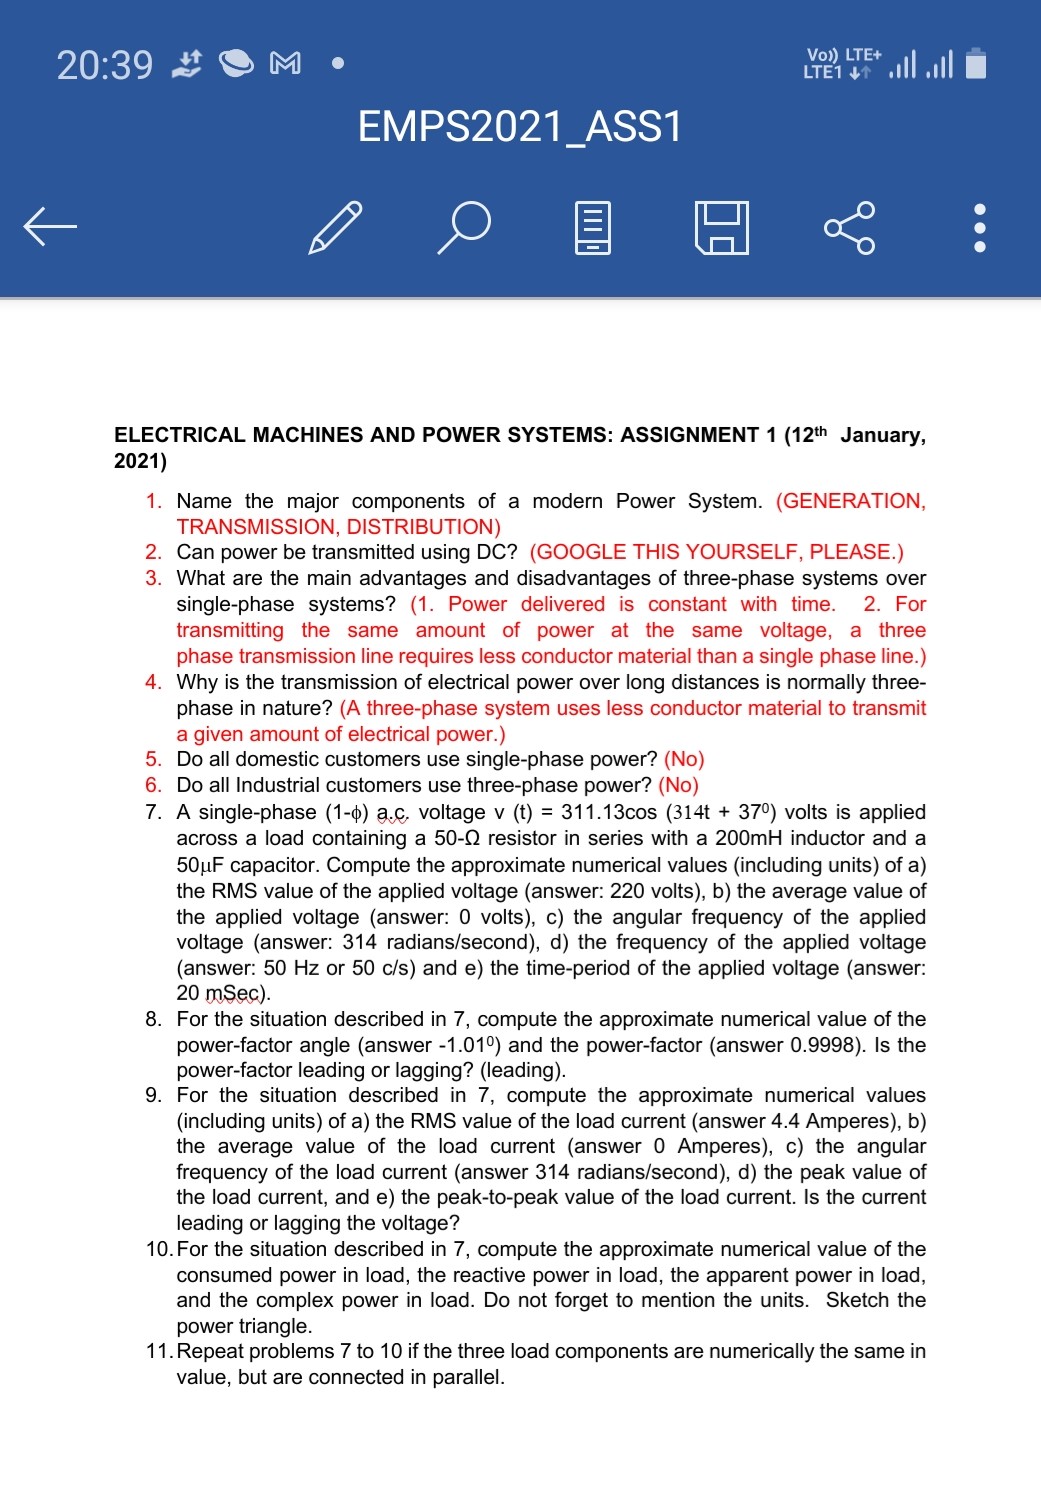 20:39
Vo)) LTE+
LTE1
EMPS2021_ASS1
ELECTRICAL MACHINES AND POWER SYSTEMS: ASSIGNMENT 1 (12th January,
2021)
1. Name the major components of a modern Power System. (GENERATION,
TRANSMISSION, DISTRIBUTION)
2. Can power be transmitted using DC? (GOOGLE THIS YOURSELF, PLEASE.)
3. What are the main advantages and disadvantages of three-phase systems over
single-phase systems? (1. Power delivered is constant with time. 2. For
transmitting the same amount of power at the same voltage, a three
phase transmission line requires less conductor material than a single phase line.)
4. Why is the transmission of electrical power over long distances is normally three-
phase in nature? (A three-phase system uses less conductor material to transmit
a given amount of electrical power.)
5. Do all domestic customers use single-phase power? (No)
6. Do all Industrial customers use three-phase power? (No)
7. A single-phase (1-ϕ) a.c. voltage v (t) = 311.13cos (314t + 37⁰) volts is applied
across a load containing a 50-Ω resistor in series with a 200mH inductor and a
50μF capacitor. Compute the approximate numerical values (including units) of a)
the RMS value of the applied voltage (answer: 220 volts), b) the average value of
the applied voltage (answer: 0 volts), c) the angular frequency of the applied
voltage (answer: 314 radians/second), d) the frequency of the applied voltage
(answer: 50 Hz or 50 c/s) and e) the time-period of the applied voltage (answer:
20 mSec).
8. For the situation described in 7, compute the approximate numerical value of the
power-factor angle (answer -1.01⁰) and the power-factor (answer 0.9998). Is the
power-factor leading or lagging? (leading).
9. For the situation described in 7, compute the approximate numerical values
(including units) of a) the RMS value of the load current (answer 4.4 Amperes), b)
the average value of the load current (answer 0 Amperes), c) the angular
frequency of the load current (answer 314 radians/second), d) the peak value of
the load current, and e) the peak-to-peak value of the load current. Is the current
leading or lagging the voltage?
10. For the situation described in 7, compute the approximate numerical value of the
consumed power in load, the reactive power in load, the apparent power in load,
and the complex power in load. Do not forget to mention the units. Sketch the
power triangle.
11. Repeat problems 7 to 10 if the three load components are numerically the same in
value, but are connected in parallel.